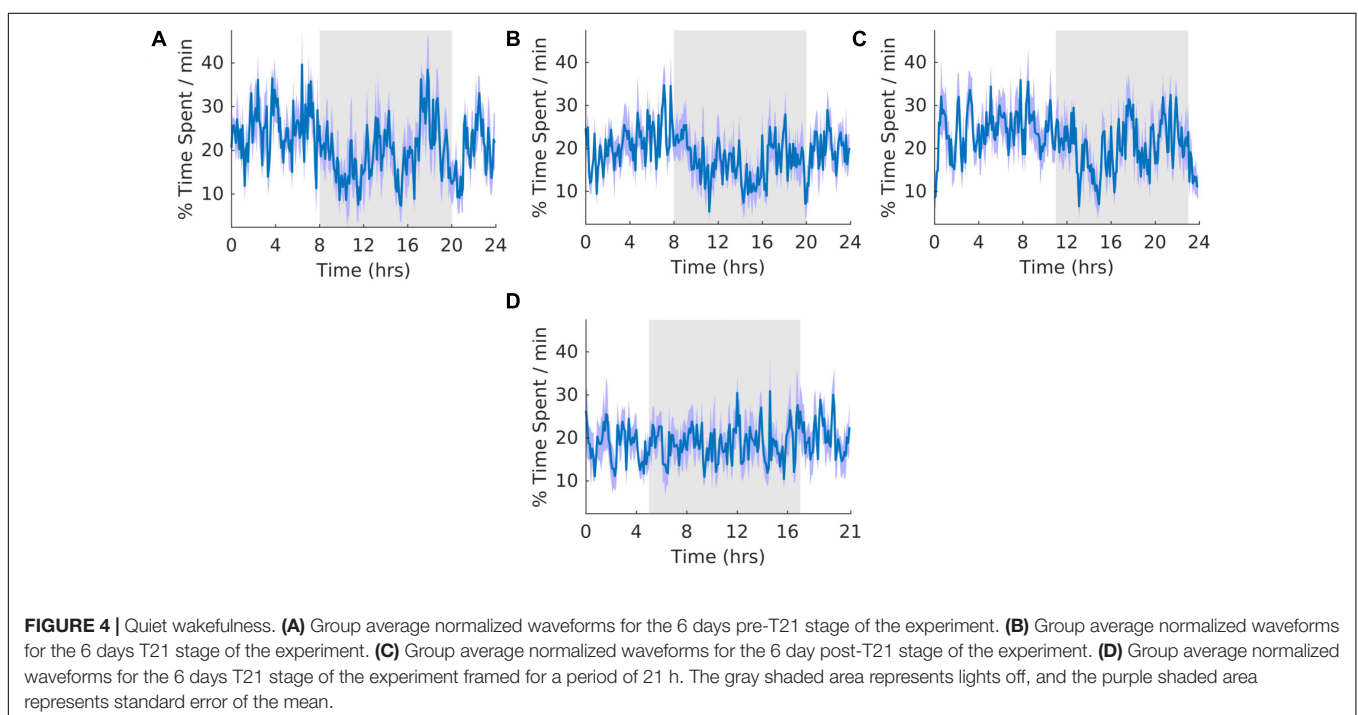 A
B
C
% Time Spent / min
40
30
20
10
0 4 8 12 16 20 24
Time (hrs)
% Time Spent / min
40
30
20
10
0 4 8 12 16 20 24
Time (hrs)
% Time Spent / min
40
30
20
10
0 4 8 12 16 20 24
Time (hrs)
D
% Time Spent / min
40
30
20
10
0 4 8 12 16 21
Time (hrs)
FIGURE 4 | Quiet wakefulness. (A) Group average normalized waveforms for the 6 days pre-T21 stage of the experiment. (B) Group average normalized waveforms
for the 6 days T21 stage of the experiment. (C) Group average normalized waveforms for the 6 day post-T21 stage of the experiment. (D) Group average normalized
waveforms for the 6 days T21 stage of the experiment framed for a period of 21 h. The gray shaded area represents lights off, and the purple shaded area
represents standard error of the mean.